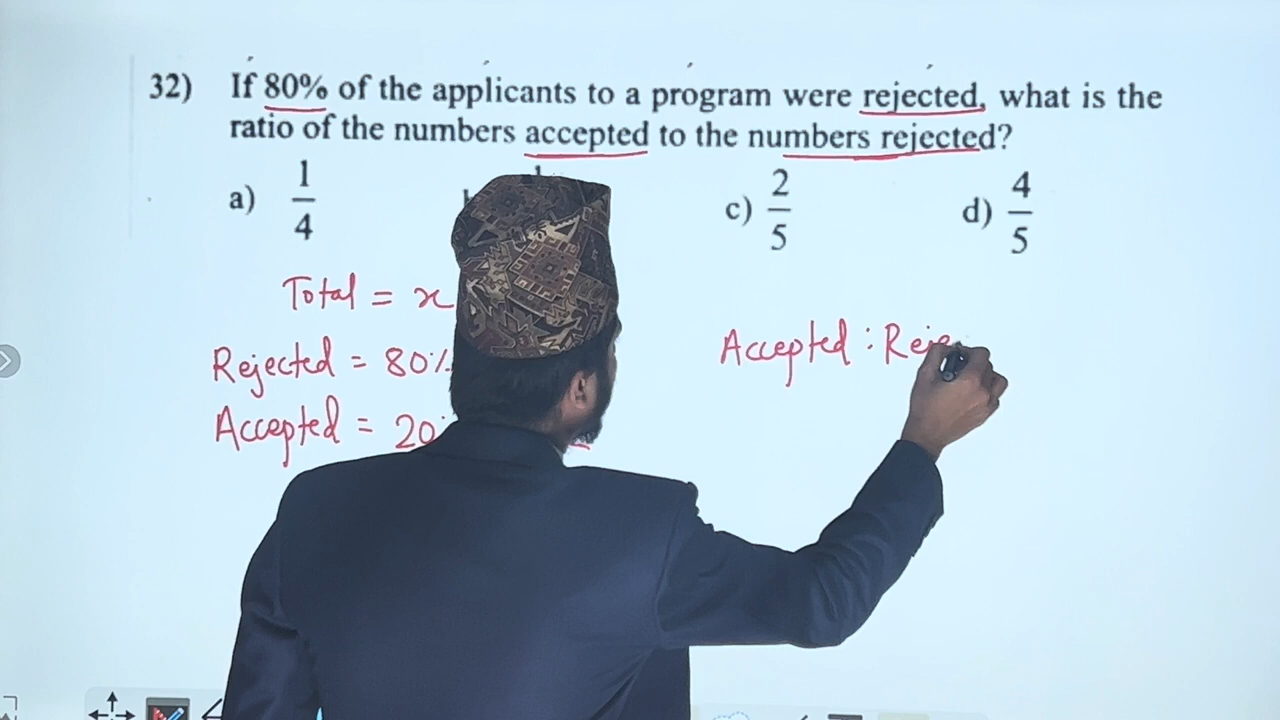 32) If 80% of the applicants to a program were rejected, what is the
ratio of the numbers accepted to the numbers rejected?
a) 1/4 c) 2/5 d) 4/5
Total = x
Rejected = 80%
Accepted = 20
Accepted : Reje